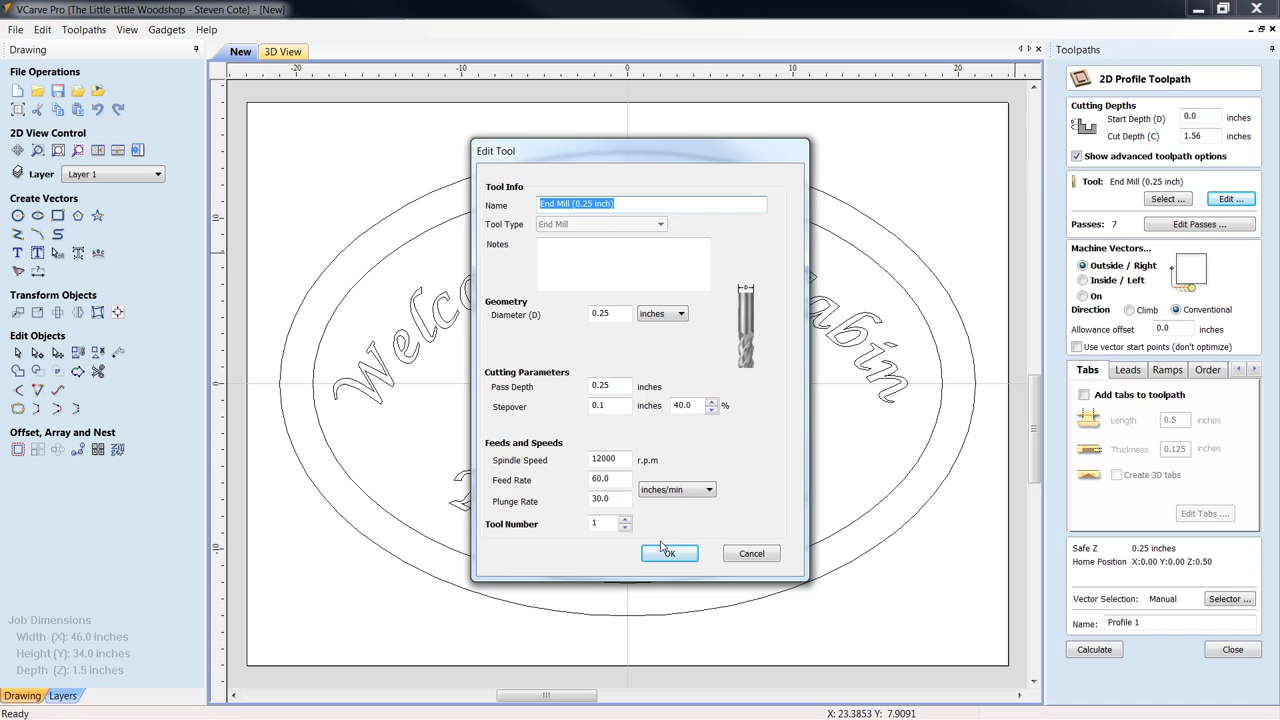 VCarve Pro (The Little Little Woodshop - Steven Cote) - [New]
File Edit Toolpaths View Gadgets Help
Drawing
File Operations
2D View Control
Layer Layer 1
Create Vectors
Transform Objects
Edit Objects
Offset, Array and Nest
Job Dimensions
Width (X): 46.0 inches
Height (Y): 34.0 inches
Depth (Z): 1.5 inches
Drawing Layers
Ready
New 3D View
-20 -10 0 10 20
10
0
-10
Welco
abin
2
Edit Tool
Tool Info
Name End Mill (0.25 inch)
Tool Type End Mill
Notes
Geometry
Diameter (D) 0.25 inches
D
Cutting Parameters
Pass Depth 0.25 inches
Stepover 0.1 inches 40.0 %
Feeds and Speeds
Spindle Speed 12000 r.p.m
Feed Rate 60.0
inches/min
Plunge Rate 30.0
Tool Number 1
OK Cancel
Toolpaths
2D Profile Toolpath
Cutting Depths
Start Depth (D) 0.0 inches
Cut Depth (C) 1.56 inches
Show advanced toolpath options
Tool: End Mill (0.25 inch)
Select ... Edit ...
Passes: 7 Edit Passes ...
Machine Vectors...
Outside / Right
Inside / Left
On
Direction Climb Conventional
Allowance offset 0.0 inches
Use vector start points (don't optimize)
Tabs Leads Ramps Order
Add tabs to toolpath
Length 0.5 inches
Thickness 0.125 inches
Create 3D tabs
Edit Tabs ....
Safe Z 0.25 inches
Home Position X:0.00 Y:0.00 Z:0.50
Vector Selection: Manual Selector ...
Name: Profile 1
Calculate Close
X: 23.3853 Y: 7.9091